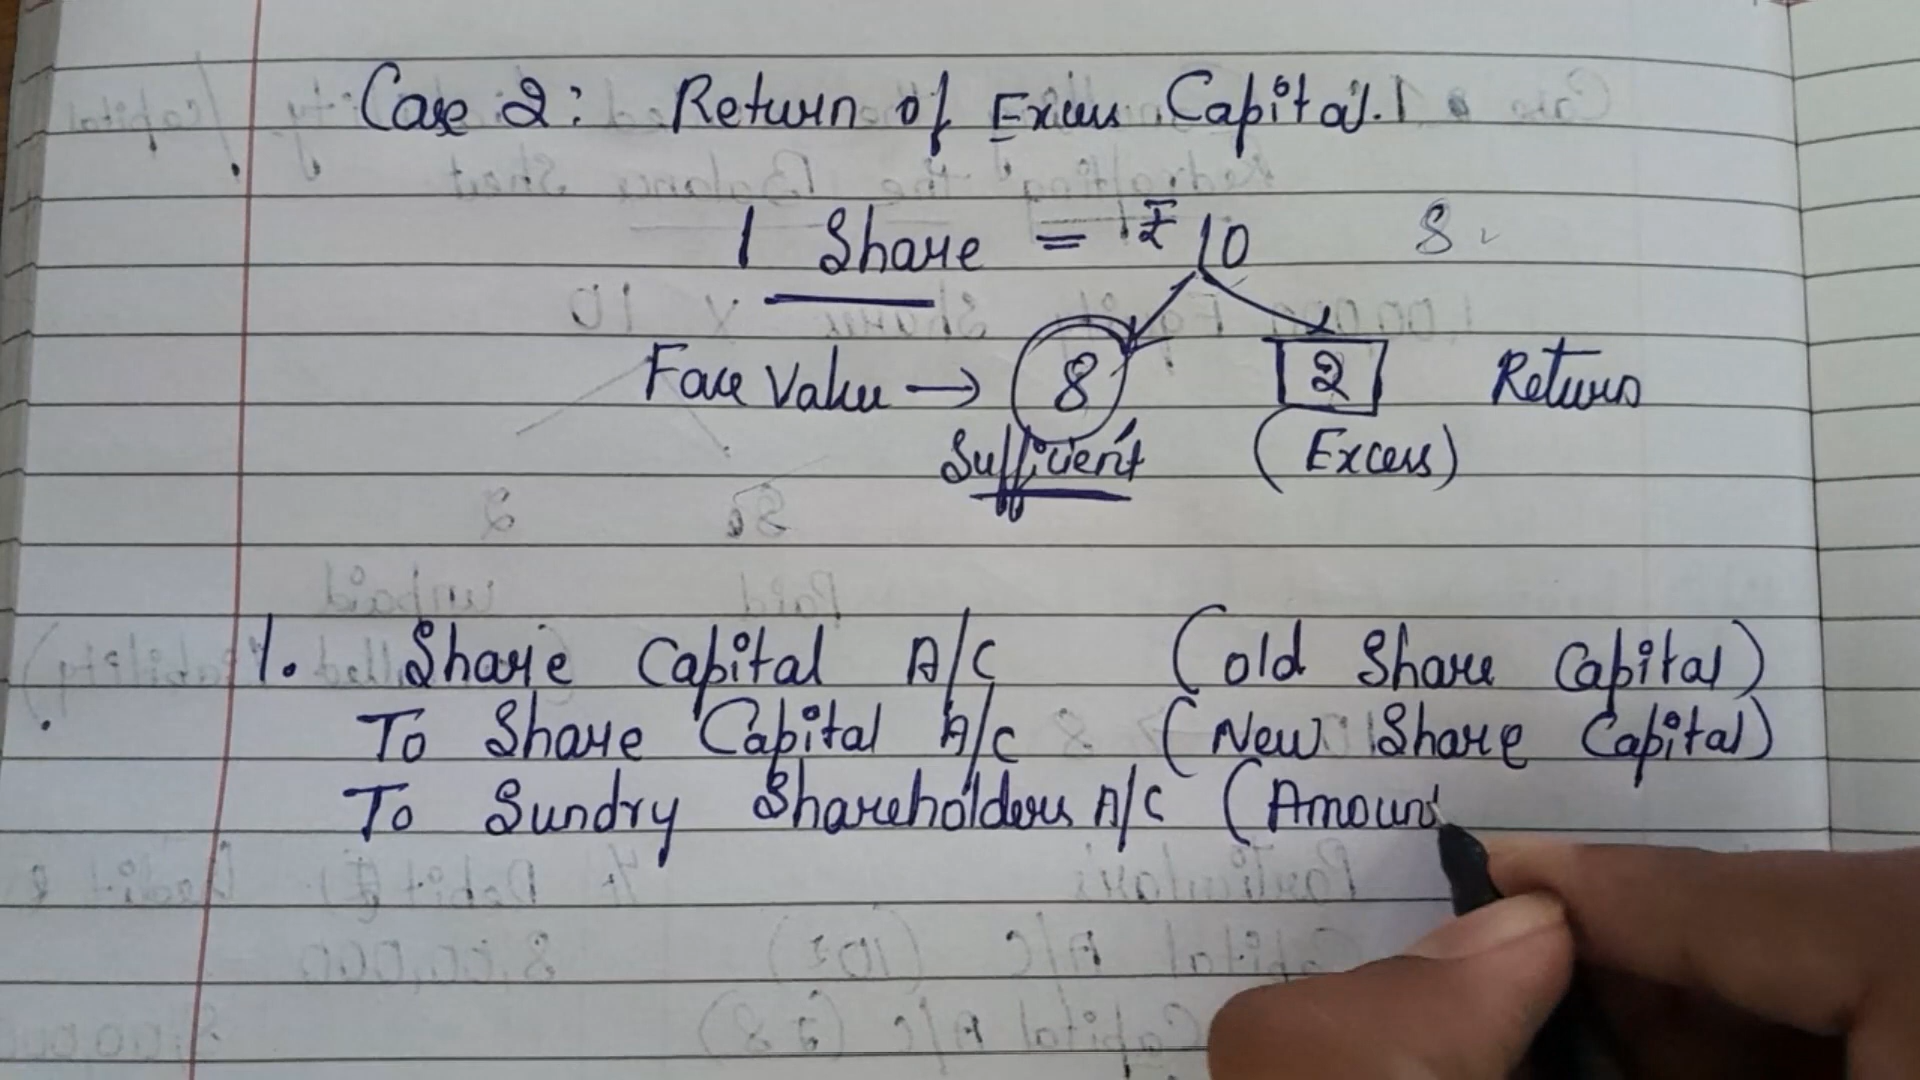 Case 2: Return of Excess Capital.
1 Share = ₹ 10 8
Face Value → 8 2 Return
Sufficient (Excess)
1. Share Capital A/C (Old Share Capital)
To Share Capital A/C (New Share Capital)
To Sundry Shareholders A/C (Amount